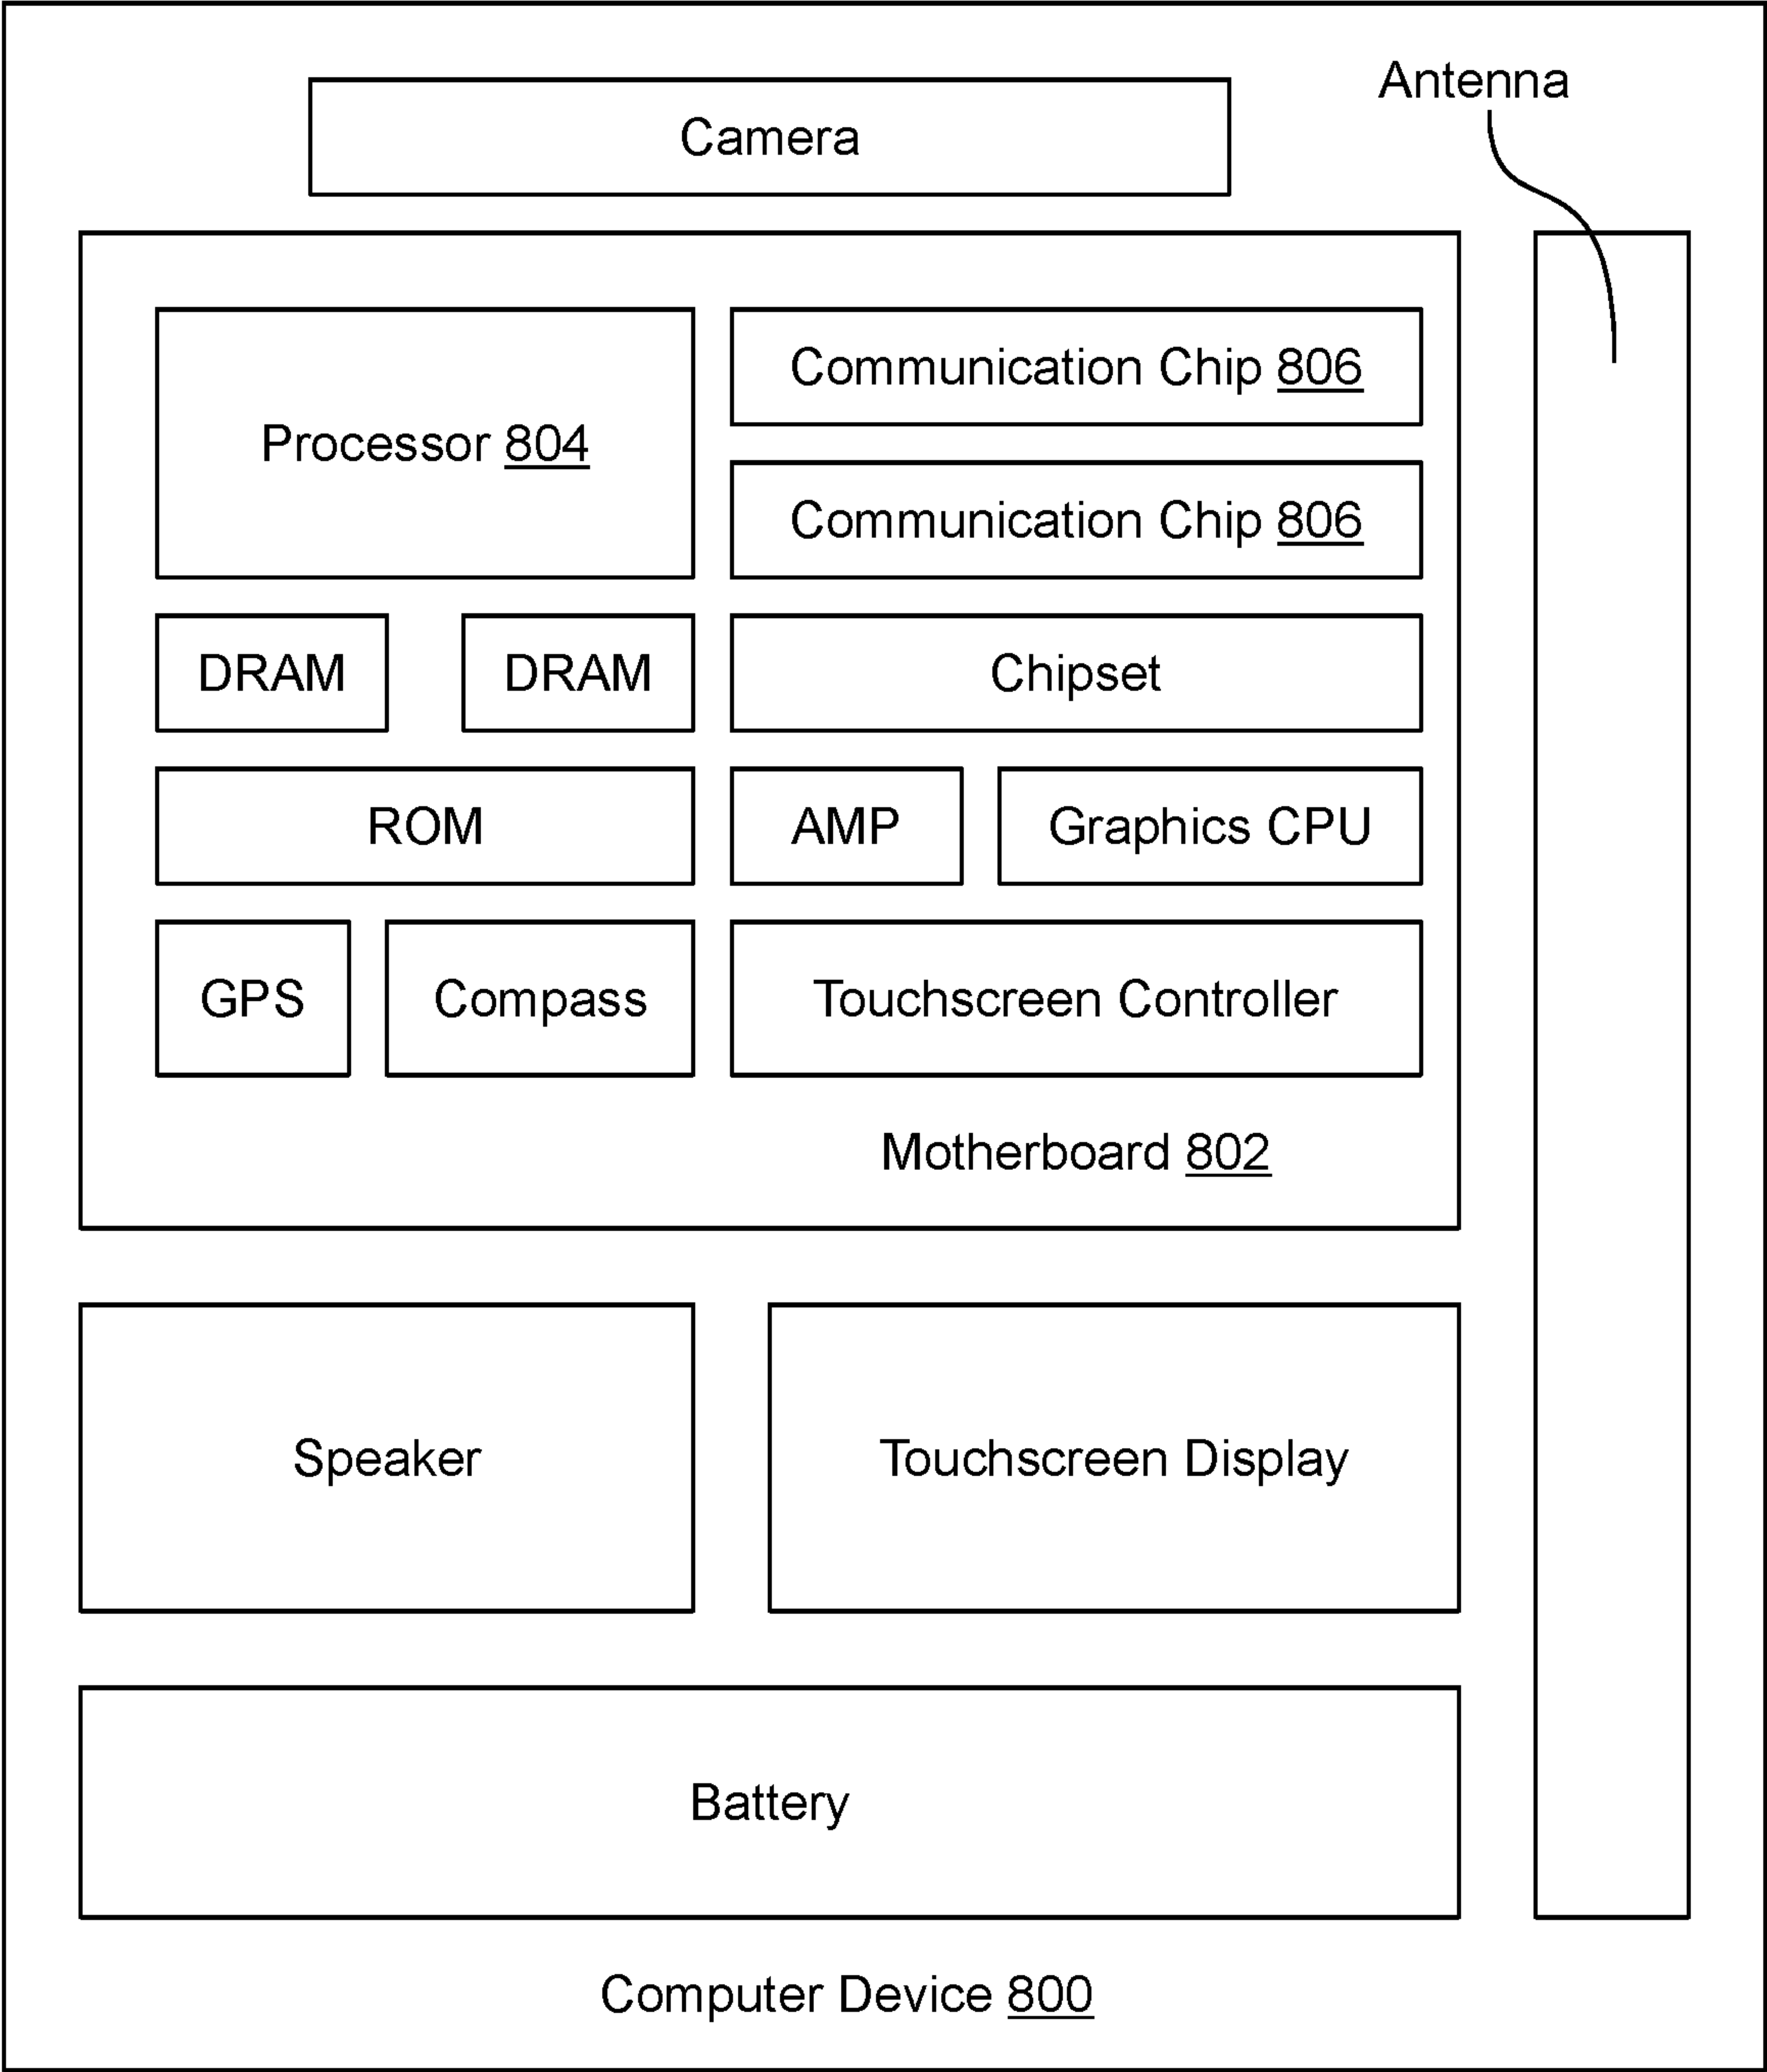 Antenna
Camera
Communication Chip 806
Processor 804
Communication Chip 806
DRAM
DRAM
Chipset
ROM
AMP
Graphics CPU
GPS
Compass
Touchscreen Controller
Motherboard 802
Speaker
Touchscreen Display
Battery
Computer Device 800